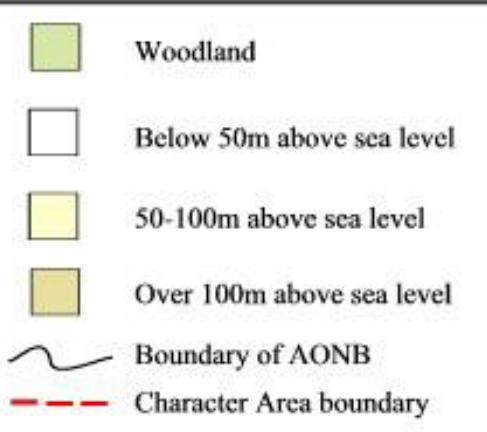 Woodland
Below 50m above sea level
50-100m above sea level
Over 100m above sea level
Boundary of AONB
Character Area boundary